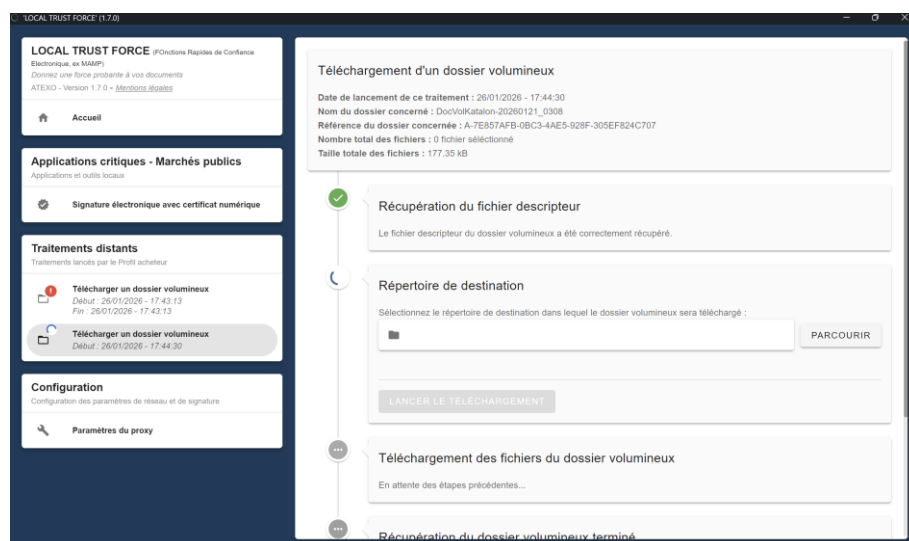 'LOCAL TRUST FORCE' (1.7.0)
LOCAL TRUST FORCE (FOnctions Rapides de Confiance
Electronique, ex MAMP)
Donnez une force probante à vos documents
ATEXO - Version 1.7.0 - Mentions légales
Accueil
Applications critiques - Marchés publics
Applications et outils locaux
Signature électronique avec certificat numérique
Traitements distants
Traitements lancés par le Profil acheteur
Télécharger un dossier volumineux
Début : 26/01/2026 - 17:43:13
Fin : 26/01/2026 - 17:43:13
Télécharger un dossier volumineux
Début : 26/01/2026 - 17:44:30
Configuration
Configuration des paramètres de réseau et de signature
Paramètres du proxy
Téléchargement d'un dossier volumineux
Date de lancement de ce traitement : 26/01/2026 - 17:44:30
Nom du dossier concerné : DocVolKatalon-20260121_0308
Référence du dossier concernée : A-7E857AFB-0BC3-4AE5-928F-305EF824C707
Nombre total des fichiers : 0 fichier séléctionné
Taille totale des fichiers : 177.35 kB
Récupération du fichier descripteur
Le fichier descripteur du dossier volumineux a été correctement récupéré.
Répertoire de destination
Sélectionnez le répertoire de destination dans lequel le dossier volumineux sera téléchargé :
PARCOURIR
LANCER LE TÉLÉCHARGEMENT
Téléchargement des fichiers du dossier volumineux
En attente des étapes précédentes...
Récupération du dossier volumineux terminé